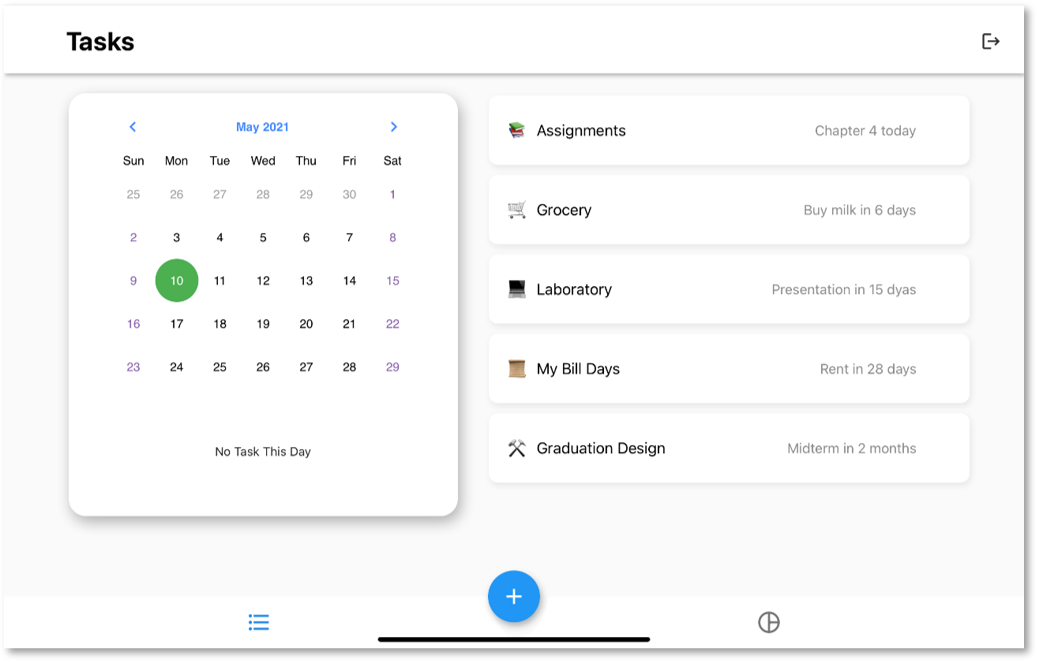 Tasks
May 2021
Sun Mon Tue Wed Thu Fri Sat
25 26 27 28 29 30 1
2 3 4 5 6 7 8
9 10 11 12 13 14 15
16 17 18 19 20 21 22
23 24 25 26 27 28 29
No Task This Day
Assignments Chapter 4 today
Grocery Buy milk in 6 days
Laboratory Presentation in 15 dyas
My Bill Days Rent in 28 days
Graduation Design Midterm in 2 months